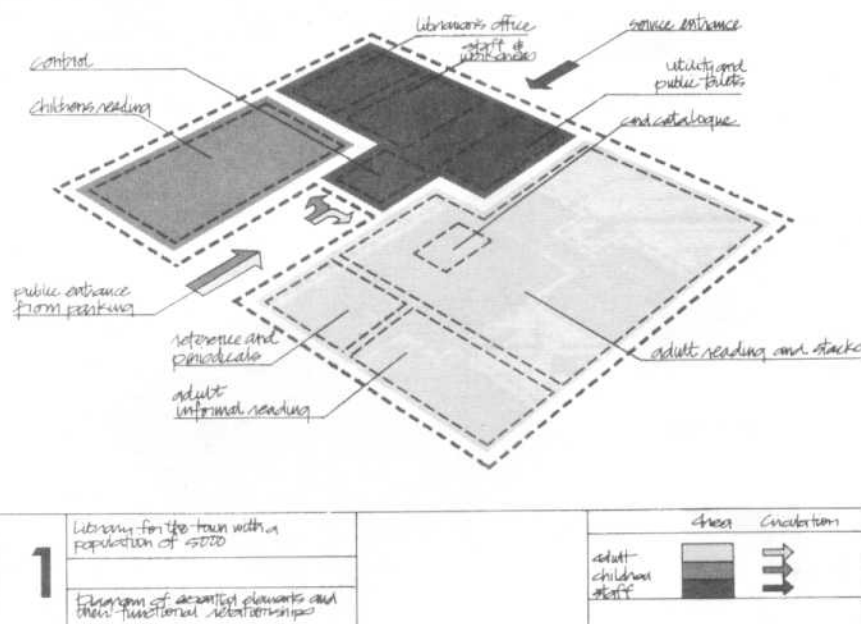 librarian's office
staff &
workareas
service entrance
control
utility and
public toilets
childrens reading
card catalogue
public entrance
from parking
reference and
periodicals
adult reading and stacks
adult
informal reading
1
Library for the town with a
population of 5000
Diagram of essential elements and
their functional relationships
area circulation
adult
children
staff